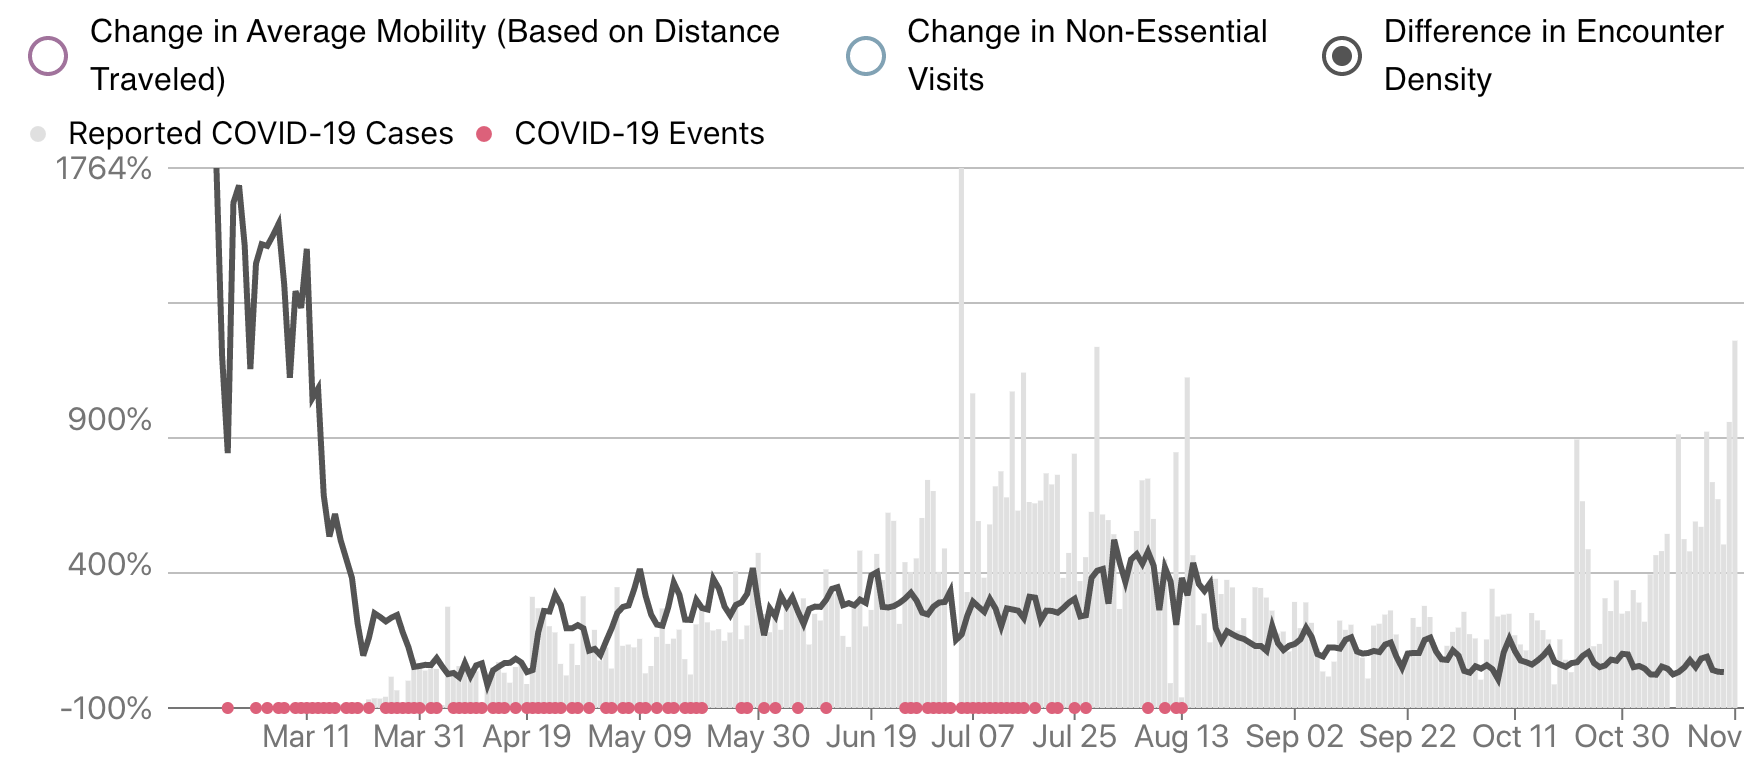 Change in Average Mobility (Based on Distance
Traveled)
Change in Non-Essential
Visits
Difference in Encounter
Density
Reported COVID-19 Cases
COVID-19 Events
1764%
900%
400%
-100%
Mar 11
Mar 31
Apr 19
May 09
May 30
Jun 19
Jul 07
Jul 25
Aug 13
Sep 02
Sep 22
Oct 11
Oct 30
Nov